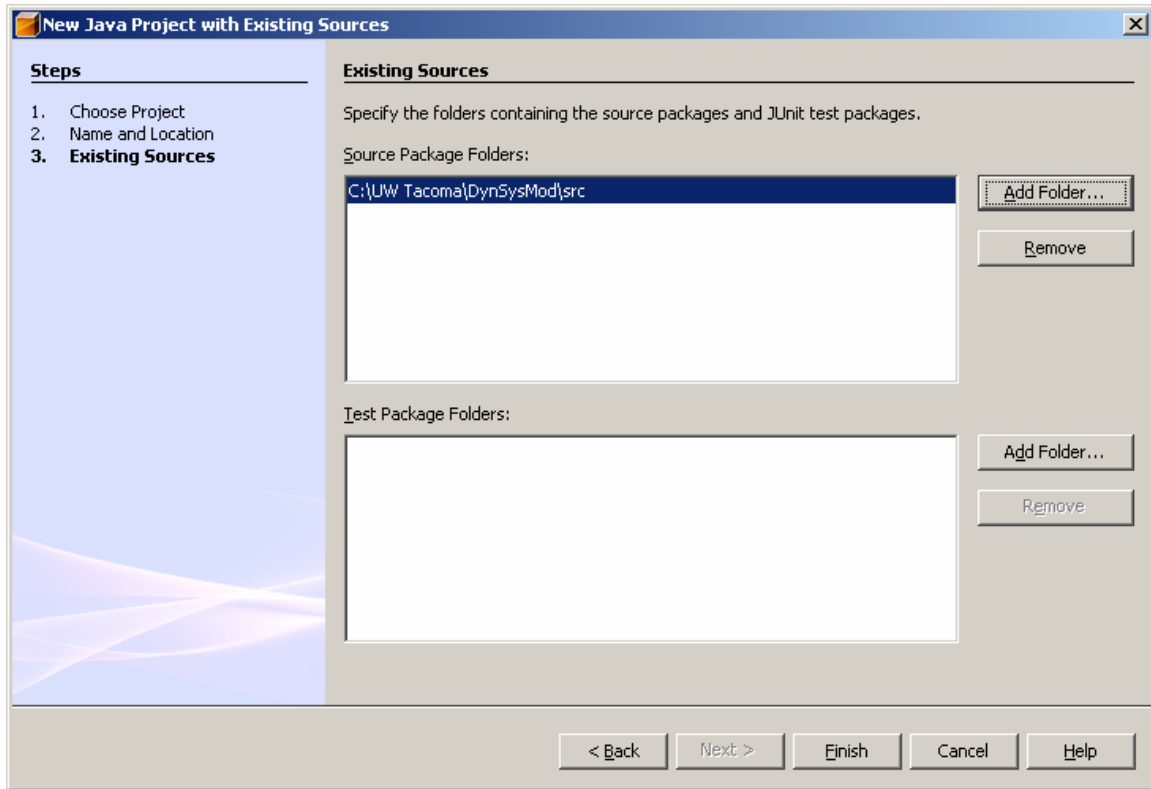 New Java Project with Existing Sources
Steps
1. Choose Project
2. Name and Location
3. Existing Sources
Existing Sources
Specify the folders containing the source packages and JUnit test packages.
Source Package Folders:
C:\UW Tacoma\DynSysMod\src
Add Folder...
Remove
Test Package Folders:
Add Folder...
Remove
< Back
Next >
Finish
Cancel
Help